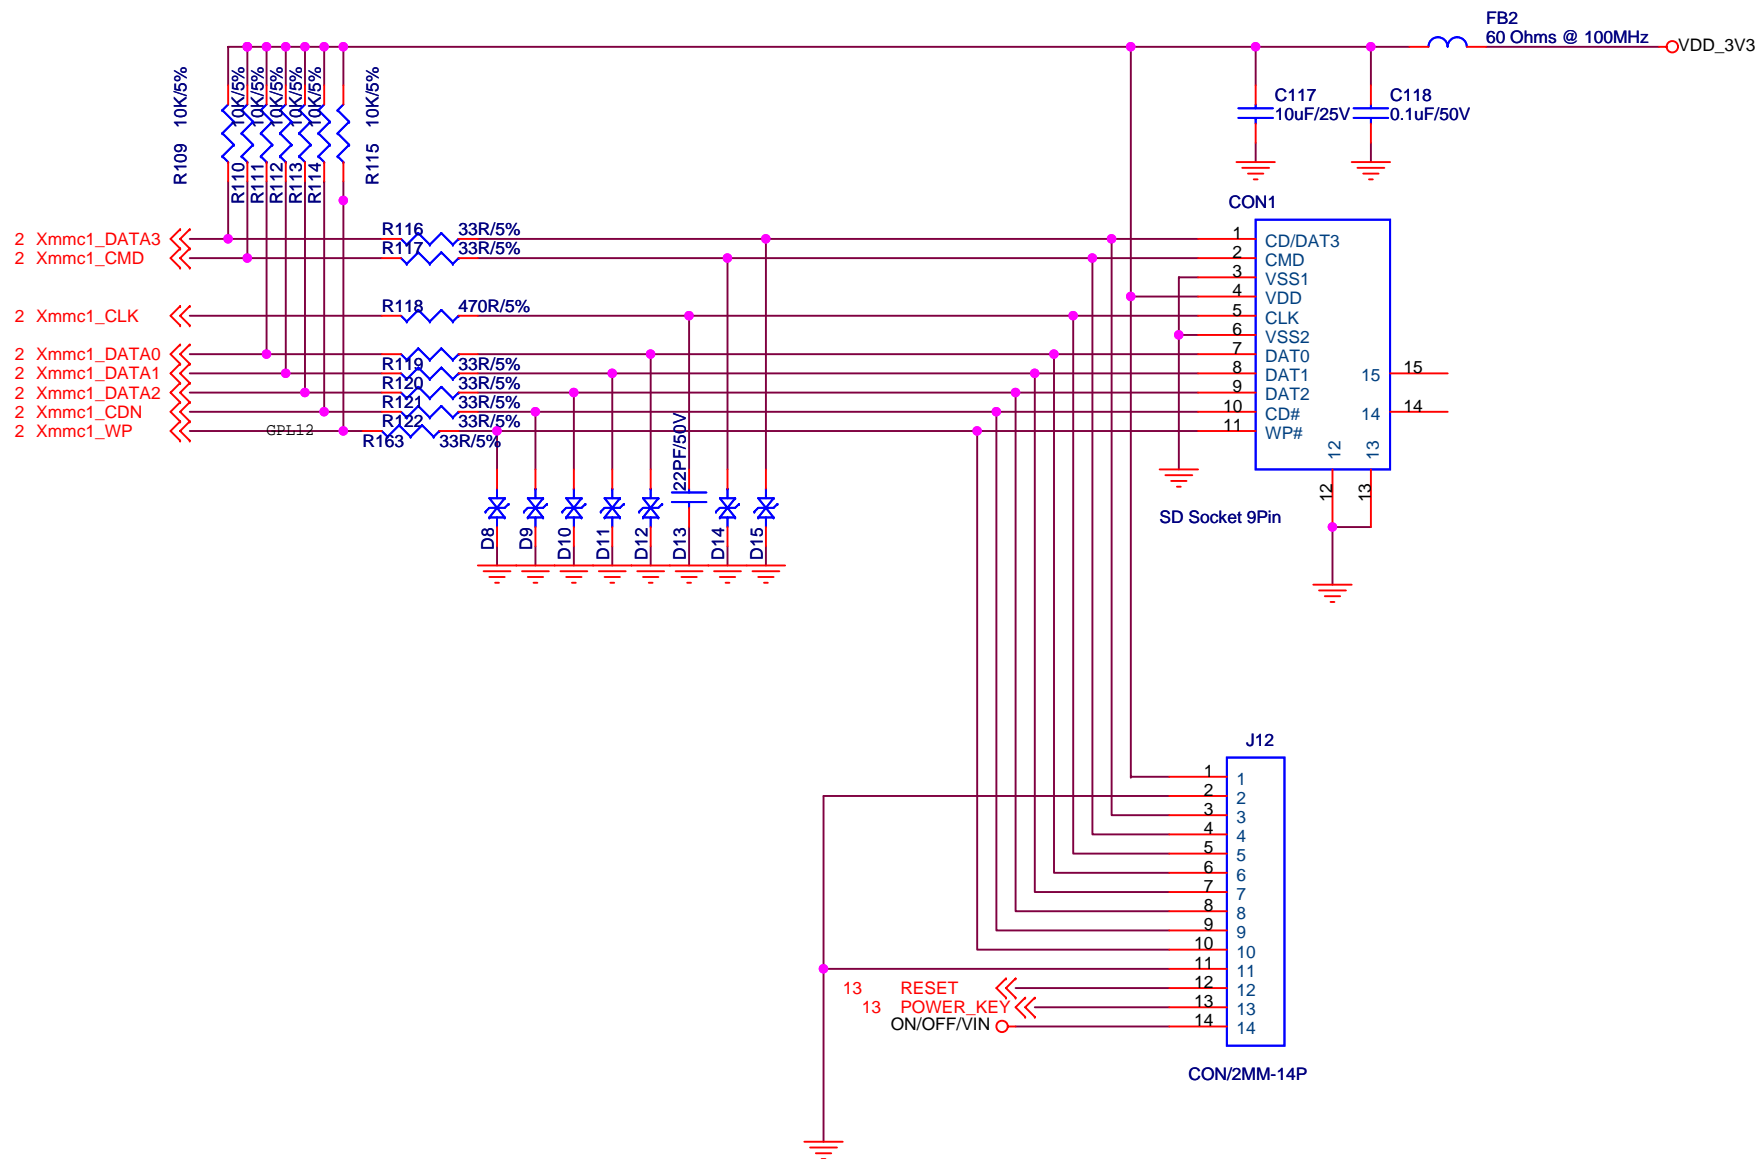 FB2
60 Ohms @ 100MHz
VDD_3V3
R109 10K/5%
R110 10K/5%
R111 10K/5%
R112 10K/5%
R113 10K/5%
R114 10K/5%
R115 10K/5%
C117
10uF/25V
C118
0.1uF/50V
CON1
2 Xmmc1_DATA3
R116 33R/5%
2 Xmmc1_CMD
R117 33R/5%
2 Xmmc1_CLK
R118 470R/5%
2 Xmmc1_DATA0
2 Xmmc1_DATA1
R119 33R/5%
2 Xmmc1_DATA2
R120 33R/5%
2 Xmmc1_CDN
R121 33R/5%
2 Xmmc1_WP
GPL12
R122 33R/5%
R163 33R/5%
1 CD/DAT3
2 CMD
3 VSS1
4 VDD
5 CLK
6 VSS2
7 DAT0
8 DAT1
9 DAT2
10 CD#
11 WP#
15 15
14 14
12 13
12 13
SD Socket 9Pin
22PF/50V
D8
D9
D10
D11
D12
D13
D14
D15
J12
1 1
2 2
3 3
4 4
5 5
6 6
7 7
8 8
9 9
10 10
11 11
13 RESET 12 12
13 POWER_KEY 13 13
ON/OFF/VIN 14 14
CON/2MM-14P